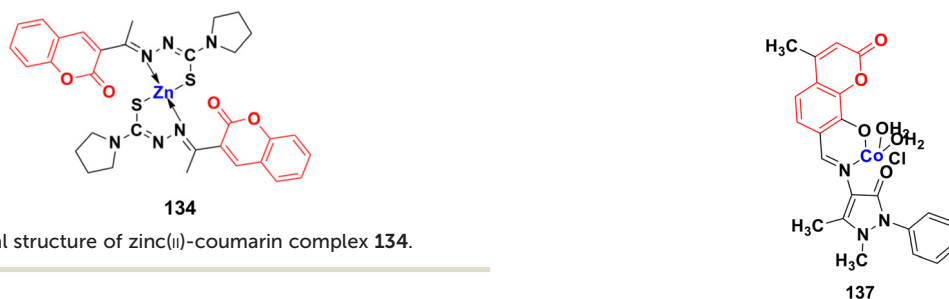 N
N
C
N
S
O
O
Zn
S
O
O
N
C
N
N
134
al structure of zinc(II)-coumarin complex 134.
H₃C
O
O
O
OH₂
OH₂
Co
Cl
N
O
H₃C
N
N
H₃C
137